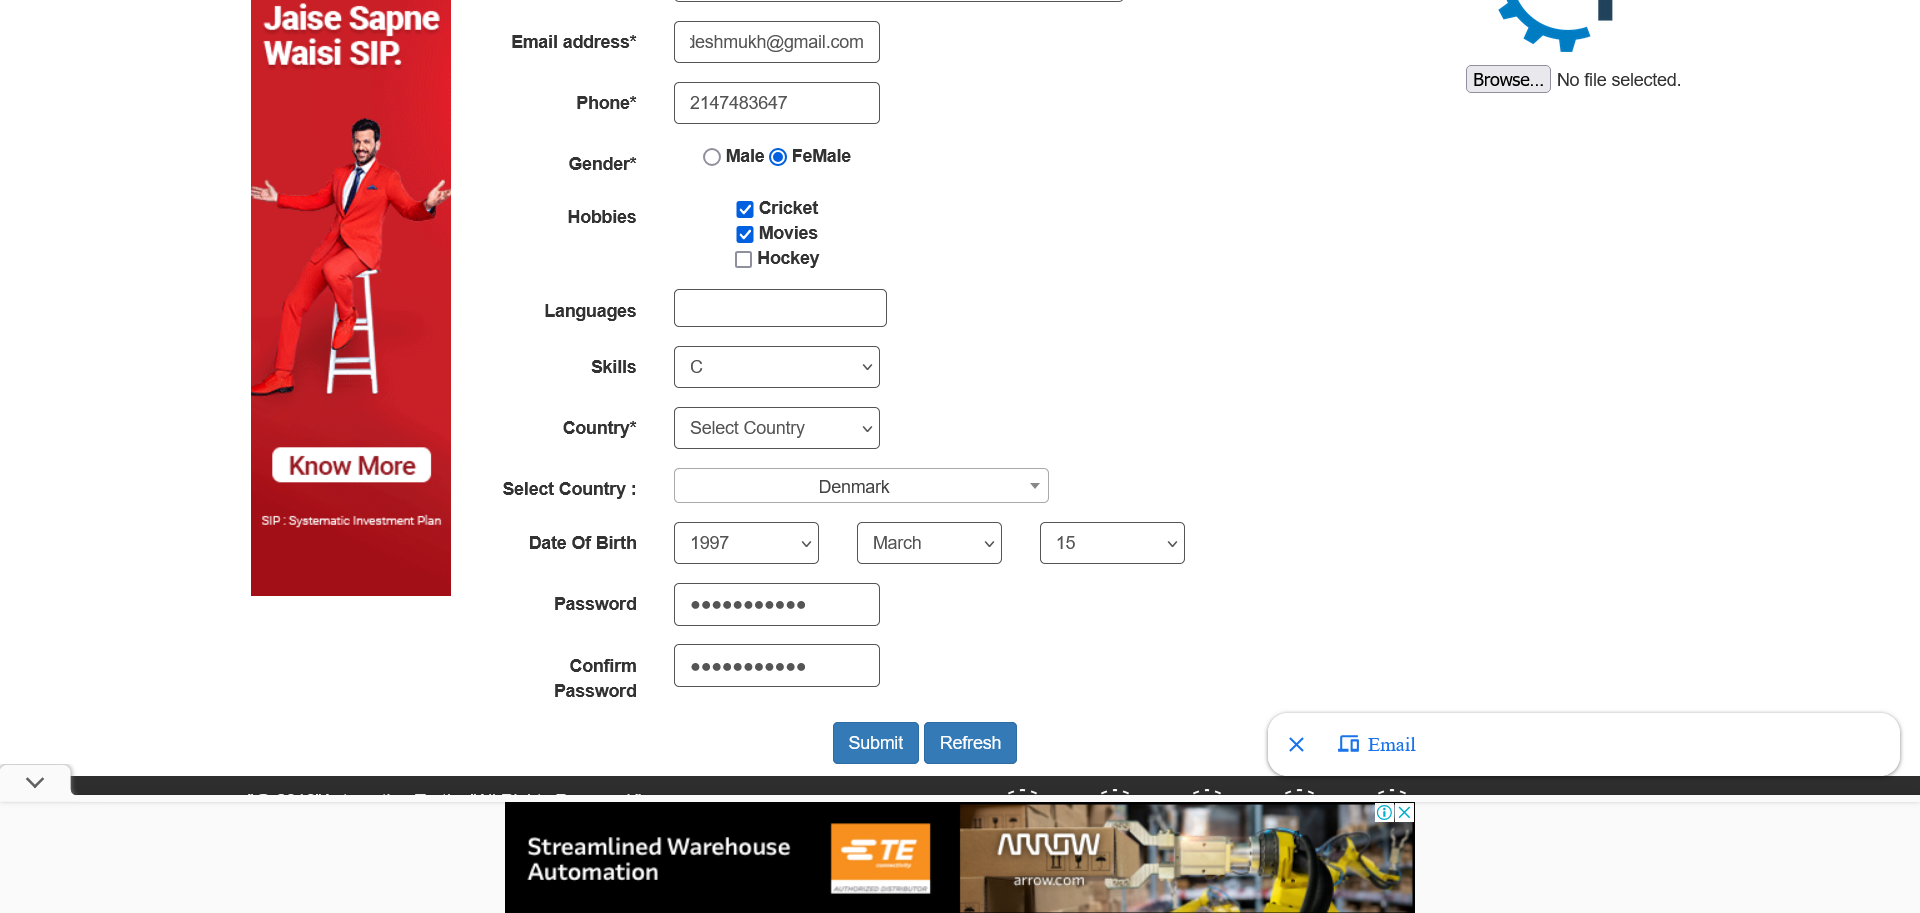 Jaise Sapne
Waisi SIP.
Know More
SIP : Systematic Investment Plan
Email address*
deshmukh@gmail.com
Phone*
2147483647
Gender*
Male
FeMale
Hobbies
Cricket
Movies
Hockey
Languages
Skills
C
Country*
Select Country
Select Country :
Denmark
Date Of Birth
1997
March
15
Password
●●●●●●●●●●●
Confirm
Password
●●●●●●●●●●●
Submit
Refresh
Browse...
No file selected.
Email
Streamlined Warehouse
Automation
TE
connectivity
AUTHORIZED DISTRIBUTOR
ARROW
arrow.com